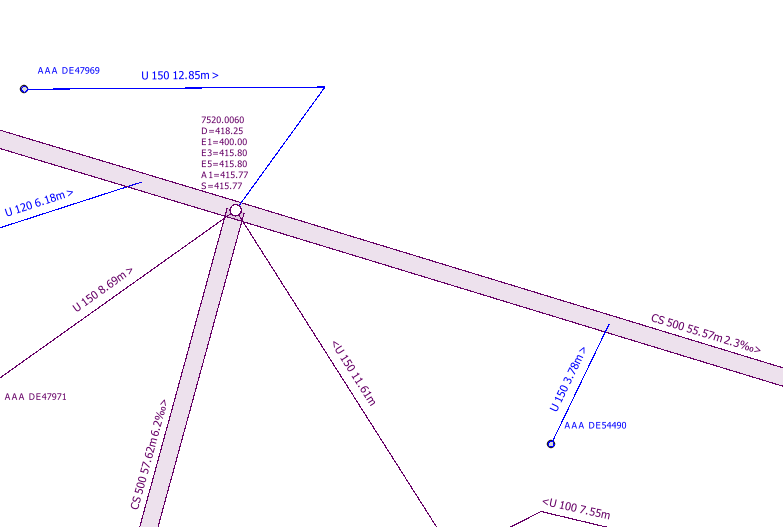 AAA DE47969
U 150 12.85m >
7520.0060
D=418.25
E1=400.00
E3=415.80
E5=415.80
A1=415.77
S=415.77
U 120 6.18m >
U 150 8.69m >
AAA DE47971
<U 150 11.61m
CS 500 57.62m 6.2‰>
CS 500 55.57m 2.3‰>
U 150 3.78m >
AAA DE54490
<U 100 7.55m